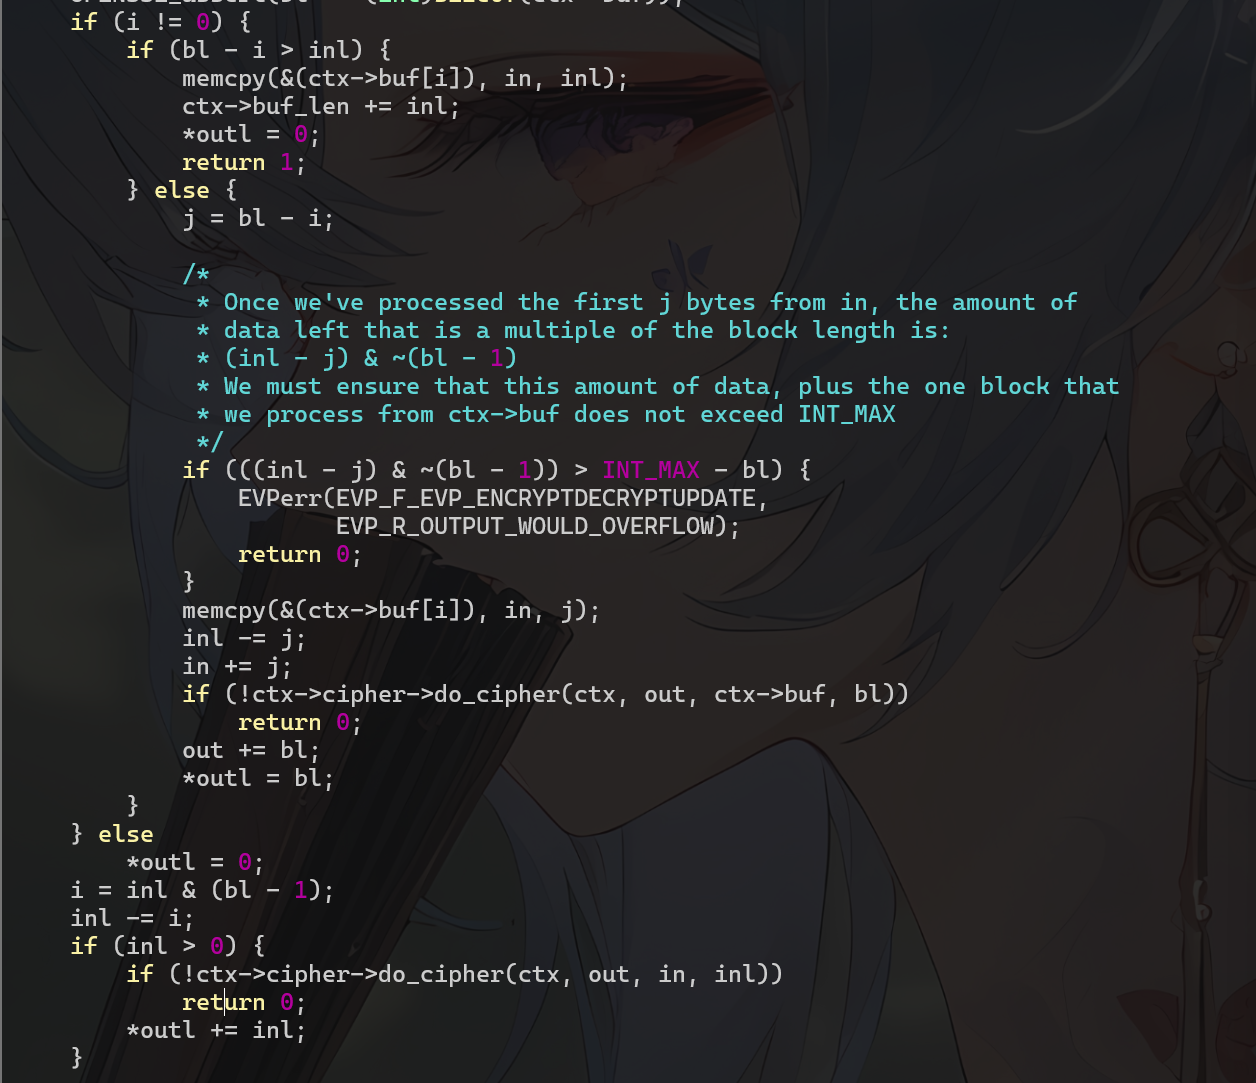 if (i != 0) {
if (bl - i > inl) {
memcpy(&(ctx->buf[i]), in, inl);
ctx->buf_len += inl;
*outl = 0;
return 1;
} else {
j = bl - i;
/*
* Once we've processed the first j bytes from in, the amount of
* data left that is a multiple of the block length is:
* (inl - j) & ~(bl - 1)
* We must ensure that this amount of data, plus the one block that
* we process from ctx->buf does not exceed INT_MAX
*/
if (((inl - j) & ~(bl - 1)) > INT_MAX - bl) {
EVPerr(EVP_F_EVP_ENCRYPTDECRYPTUPDATE,
EVP_R_OUTPUT_WOULD_OVERFLOW);
return 0;
}
memcpy(&(ctx->buf[i]), in, j);
inl -= j;
in += j;
if (!ctx->cipher->do_cipher(ctx, out, ctx->buf, bl))
return 0;
out += bl;
*outl = bl;
}
} else
*outl = 0;
i = inl & (bl - 1);
inl -= i;
if (inl > 0) {
if (!ctx->cipher->do_cipher(ctx, out, in, inl))
return 0;
*outl += inl;
}